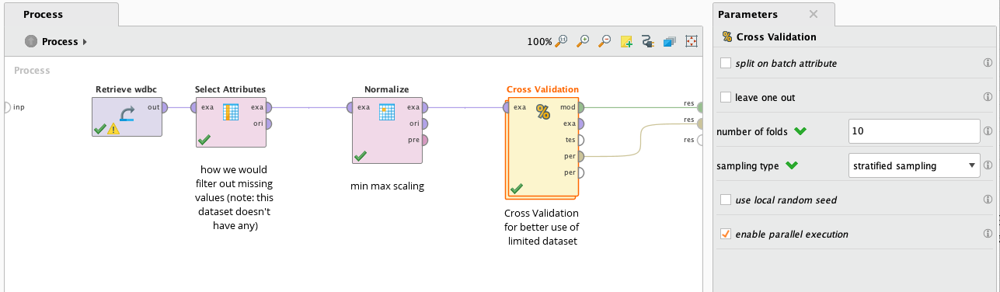 Process
Parameters
Process
100%
Cross Validation
Process
split on batch attribute
leave one out
number of folds
10
sampling type
stratified sampling
use local random seed
enable parallel execution
inp
Retrieve wdbc
out
Select Attributes
exa
exa
ori
how we would
filter out missing
values (note: this
dataset doesn't
have any)
Normalize
exa
exa
ori
pre
min max scaling
Cross Validation
exa
mod
exa
tes
per
per
Cross Validation
for better use of
limited dataset
res
res
res